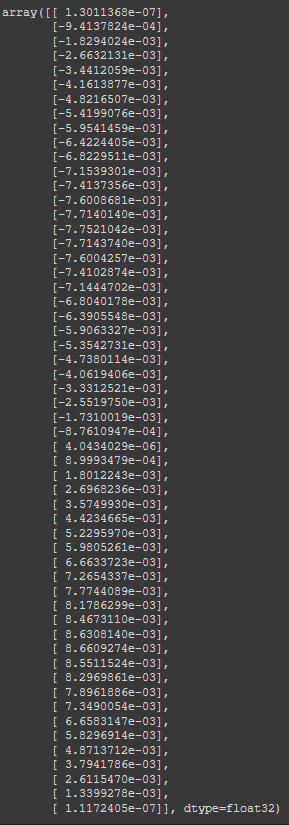 array([[ 1.3011368e-07],
[-9.4137824e-04],
[-1.8294024e-03],
[-2.6632131e-03],
[-3.4412059e-03],
[-4.1613877e-03],
[-4.8216507e-03],
[-5.4199076e-03],
[-5.9541459e-03],
[-6.4224405e-03],
[-6.8229511e-03],
[-7.1539301e-03],
[-7.4137356e-03],
[-7.6008681e-03],
[-7.7140140e-03],
[-7.7521042e-03],
[-7.7143740e-03],
[-7.6004257e-03],
[-7.4102874e-03],
[-7.1444702e-03],
[-6.8040178e-03],
[-6.3905548e-03],
[-5.9063327e-03],
[-5.3542731e-03],
[-4.7380114e-03],
[-4.0619406e-03],
[-3.3312521e-03],
[-2.5519750e-03],
[-1.7310019e-03],
[-8.7610947e-04],
[ 4.0434029e-06],
[ 8.9993479e-04],
[ 1.8012243e-03],
[ 2.6968236e-03],
[ 3.5749930e-03],
[ 4.4234665e-03],
[ 5.2295970e-03],
[ 5.9805261e-03],
[ 6.6633723e-03],
[ 7.2654337e-03],
[ 7.7744089e-03],
[ 8.1786299e-03],
[ 8.4673110e-03],
[ 8.6308140e-03],
[ 8.6609274e-03],
[ 8.5511524e-03],
[ 8.2969861e-03],
[ 7.8961886e-03],
[ 7.3490054e-03],
[ 6.6583147e-03],
[ 5.8296914e-03],
[ 4.8713712e-03],
[ 3.7941786e-03],
[ 2.6115470e-03],
[ 1.3399278e-03],
[ 1.1172405e-07]], dtype=float32)